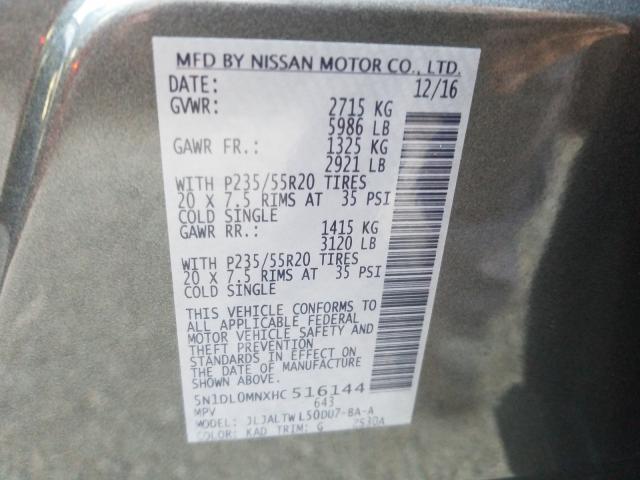 MFD BY NISSAN MOTOR CO., LTD.
DATE: 12/16
GVWR: 2715 KG
5986 LB
GAWR FR.: 1325 KG
2921 LB
WITH P235/55R20 TIRES
20 X 7.5 RIMS AT 35 PSI
COLD SINGLE
GAWR RR.: 1415 KG
3120 LB
WITH P235/55R20 TIRES
20 X 7.5 RIMS AT 35 PSI
COLD SINGLE
THIS VEHICLE CONFORMS TO
ALL APPLICABLE FEDERAL
MOTOR VEHICLE SAFETY AND
THEFT PREVENTION
STANDARDS IN EFFECT ON
THE DATE OF MANUFACTURE
SHOWN ABOVE.
5N1DL0MNXHC516144
MPV 643
MODEL: JLJALTWL50DU7-BA-A
COLOR: KAD TRIM: G 2530A